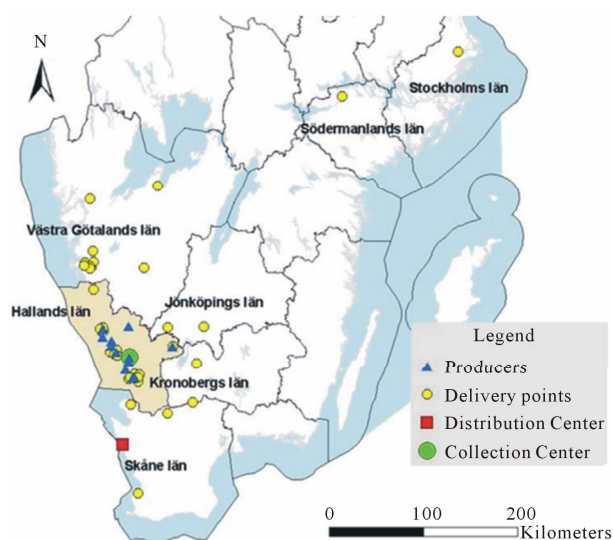 N
Stockholms län
Södermanlands län
Västra Götalands län
Hallands län
Jönköpings län
Kronobergs län
Skåne län
Legend
Producers
Delivery points
Distribution Center
Collection Center
0 100 200
Kilometers